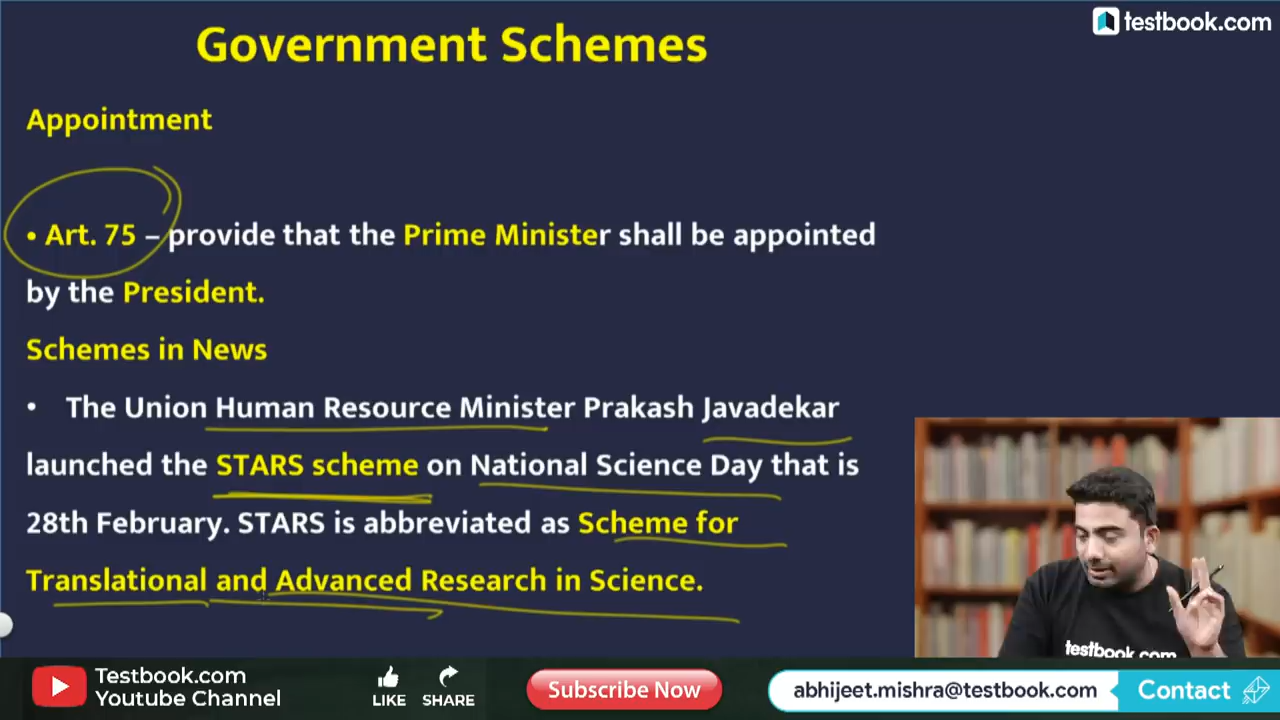 testbook.com
Government Schemes
Appointment
• Art. 75 – provide that the Prime Minister shall be appointed
by the President.
Schemes in News
• The Union Human Resource Minister Prakash Javadekar
launched the STARS scheme on National Science Day that is
28th February. STARS is abbreviated as Scheme for
Translational and Advanced Research in Science.
testbook.com
Testbook.com
Youtube Channel
LIKE
SHARE
Subscribe Now
abhijeet.mishra@testbook.com
Contact